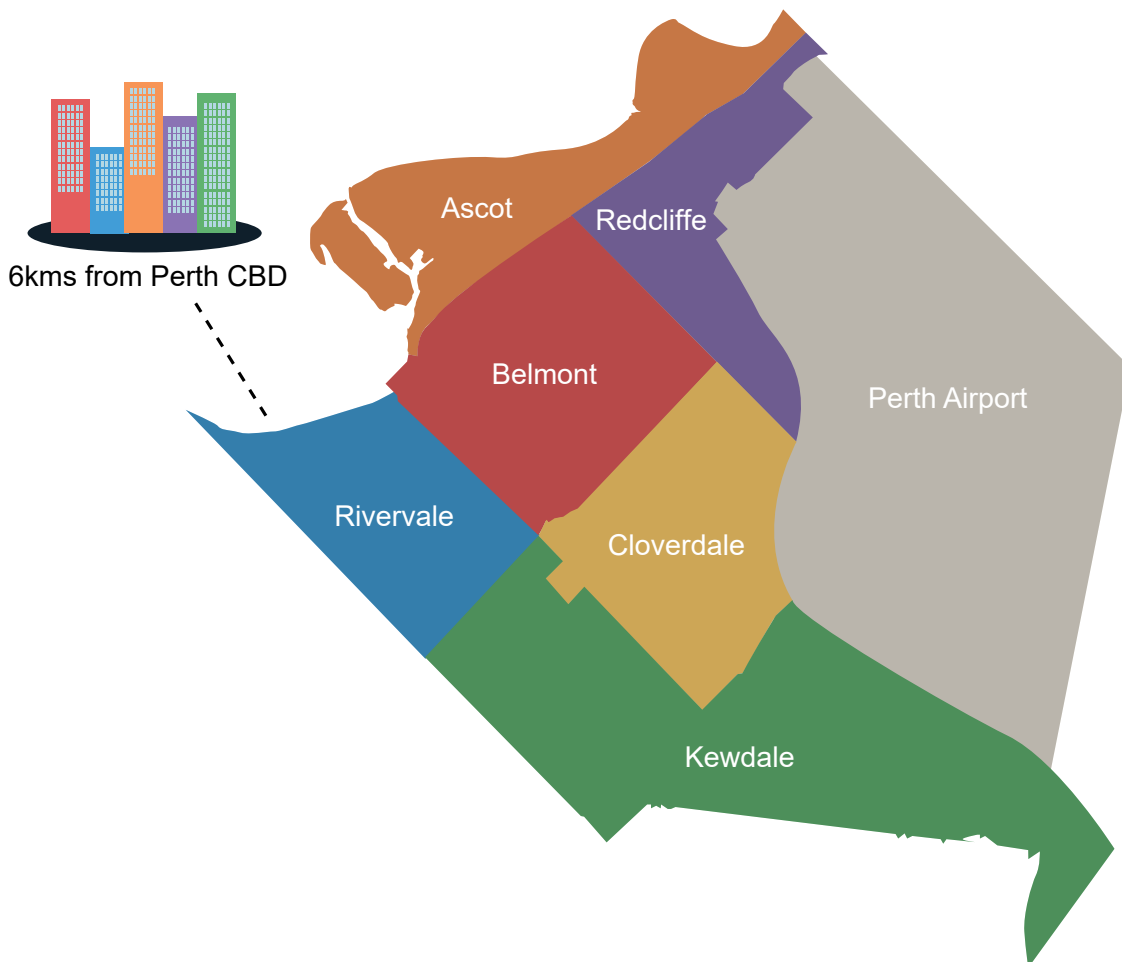 Ascot
Redcliffe
6kms from Perth CBD
Belmont
Perth Airport
Rivervale
Cloverdale
Kewdale